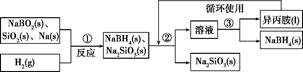 循环使用
NaBO₂(s)、
SiO₂(s)、Na(s)
H₂(g)
①
反应
NaBH₄(s)、
Na₂SiO₃(s)
②
溶液
③
异丙胺(l)
NaBH₄(s)
Na₂SiO₃(s)